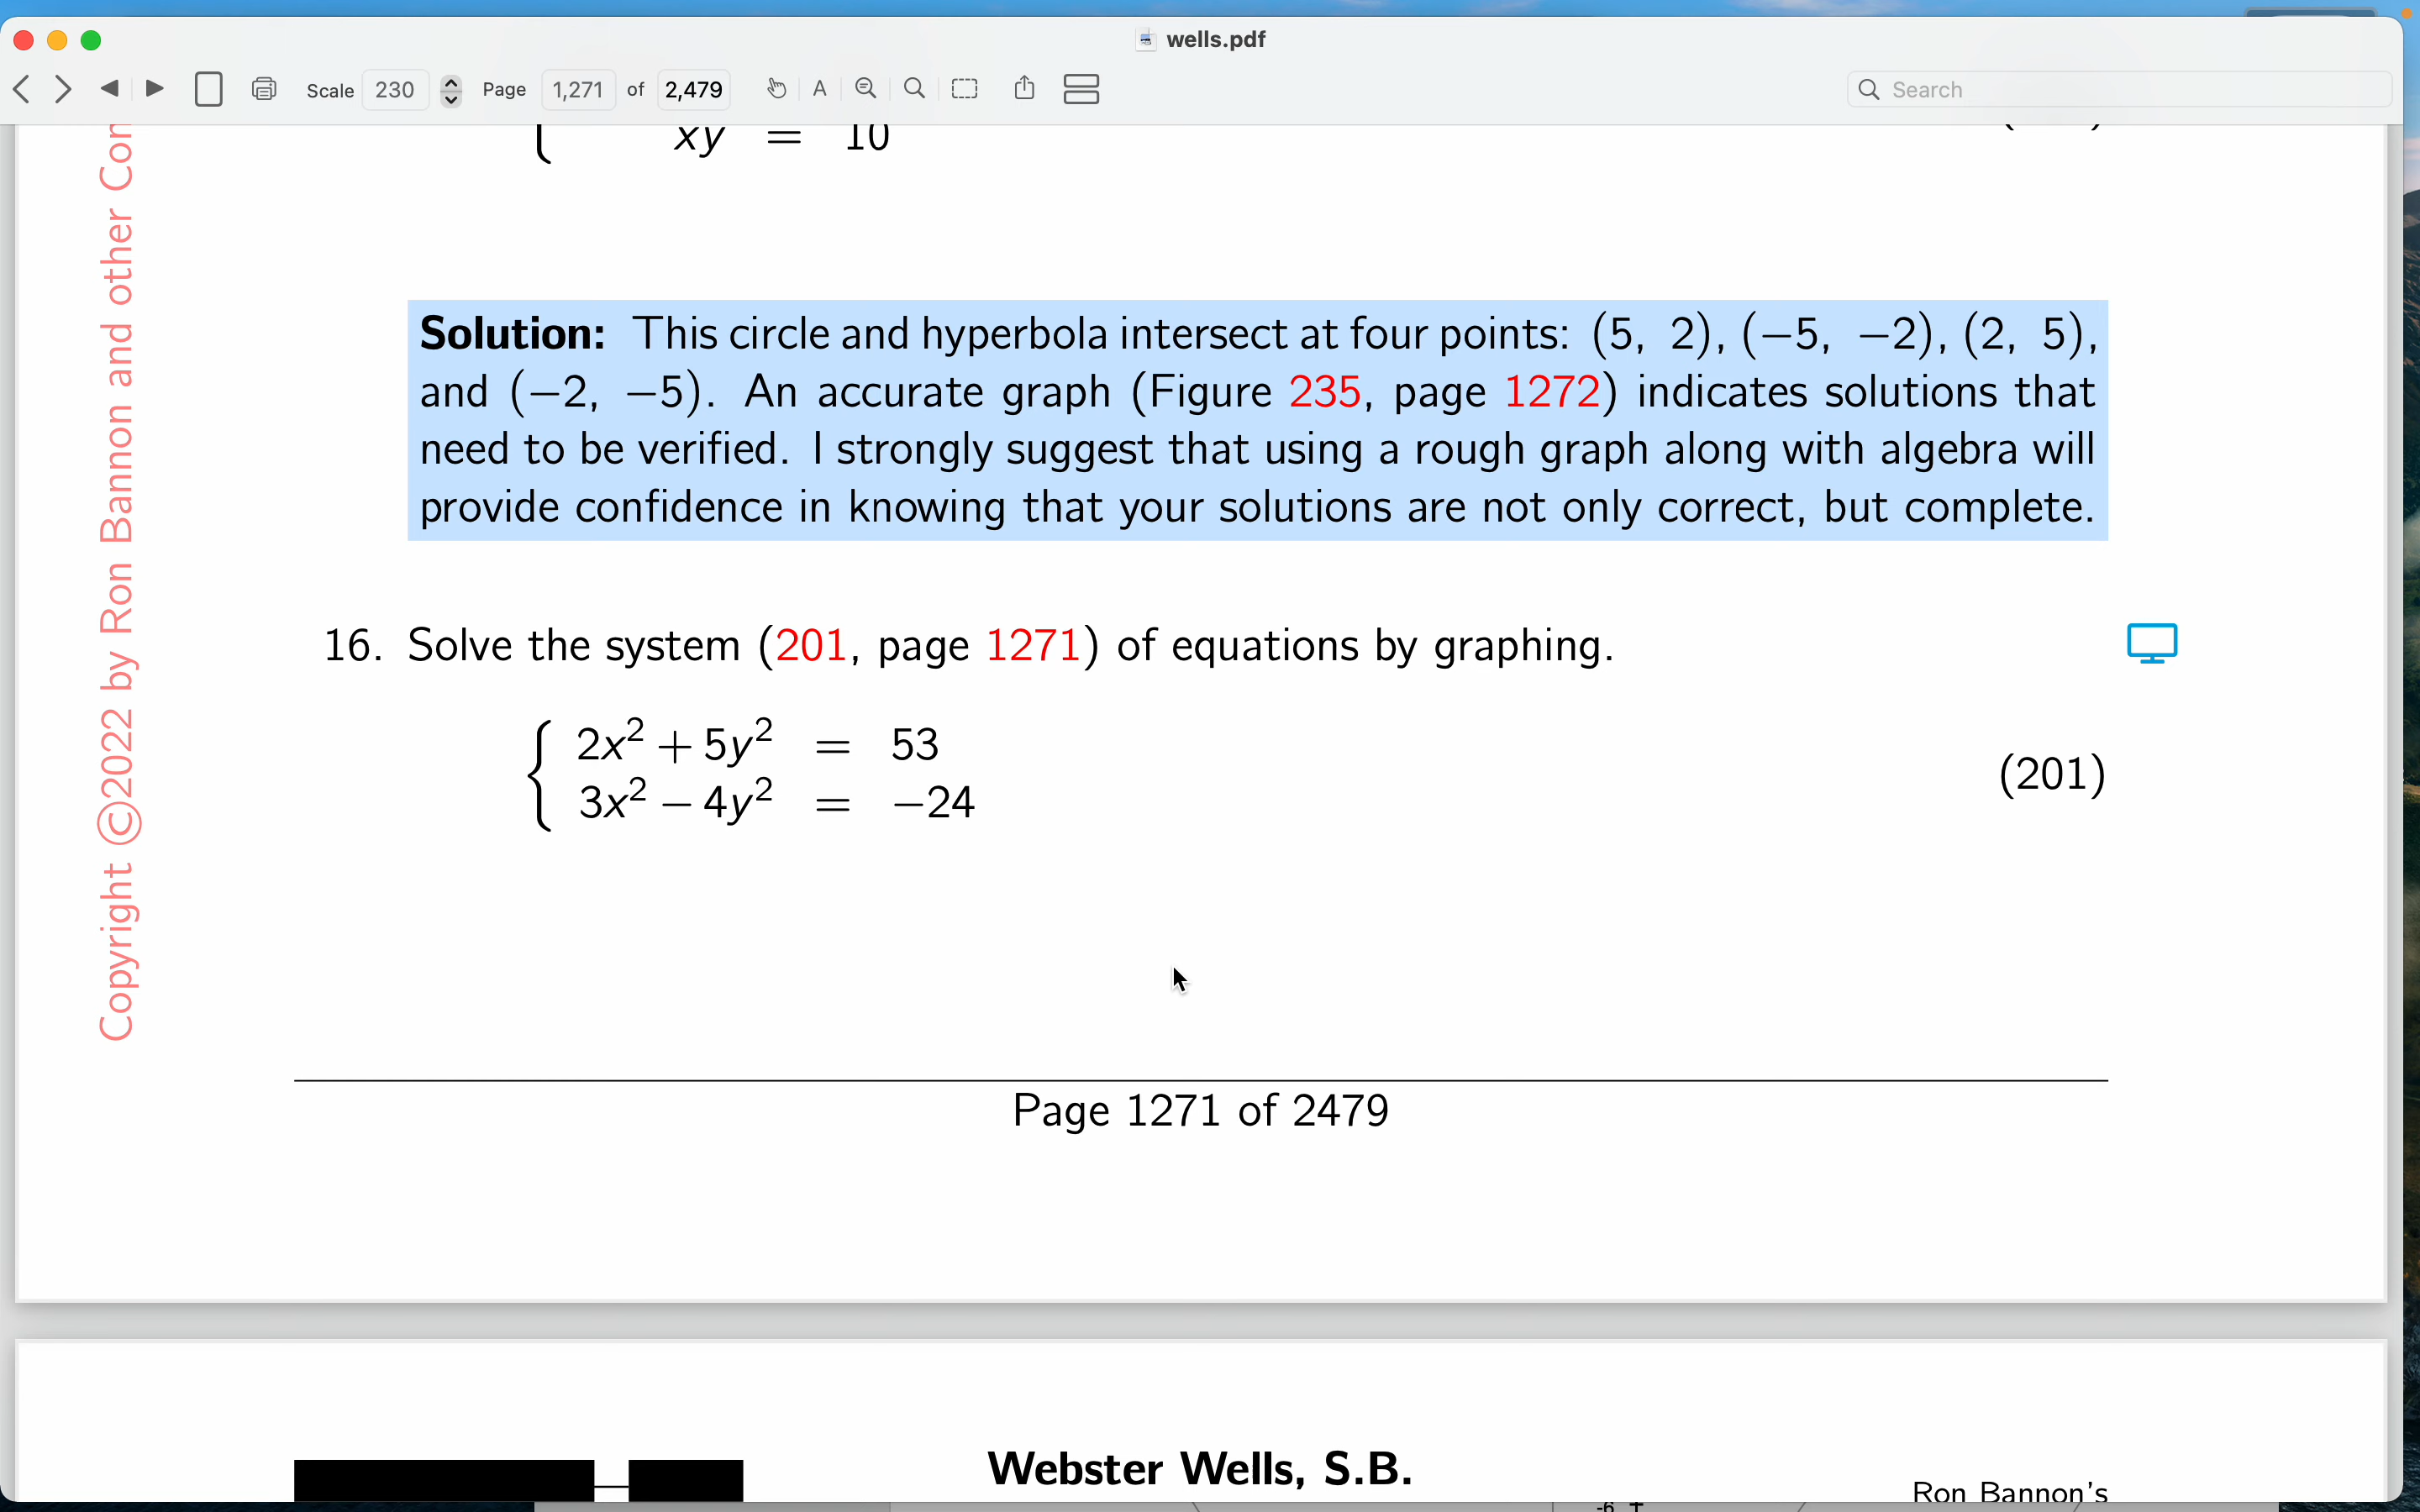 wells.pdf
Scale 230 Page 1,271 of 2,479 A Search
xy = 10
Copyright ©2022 by Ron Bannon and other Con
Solution: This circle and hyperbola intersect at four points: (5, 2), (−5, −2), (2, 5),
and (−2, −5). An accurate graph (Figure 235, page 1272) indicates solutions that
need to be verified. I strongly suggest that using a rough graph along with algebra will
provide confidence in knowing that your solutions are not only correct, but complete.
16. Solve the system (201, page 1271) of equations by graphing.
2x² + 5y² = 53
3x² − 4y² = −24
(201)
Page 1271 of 2479
Webster Wells, S.B.
Ron Bannon's
-6